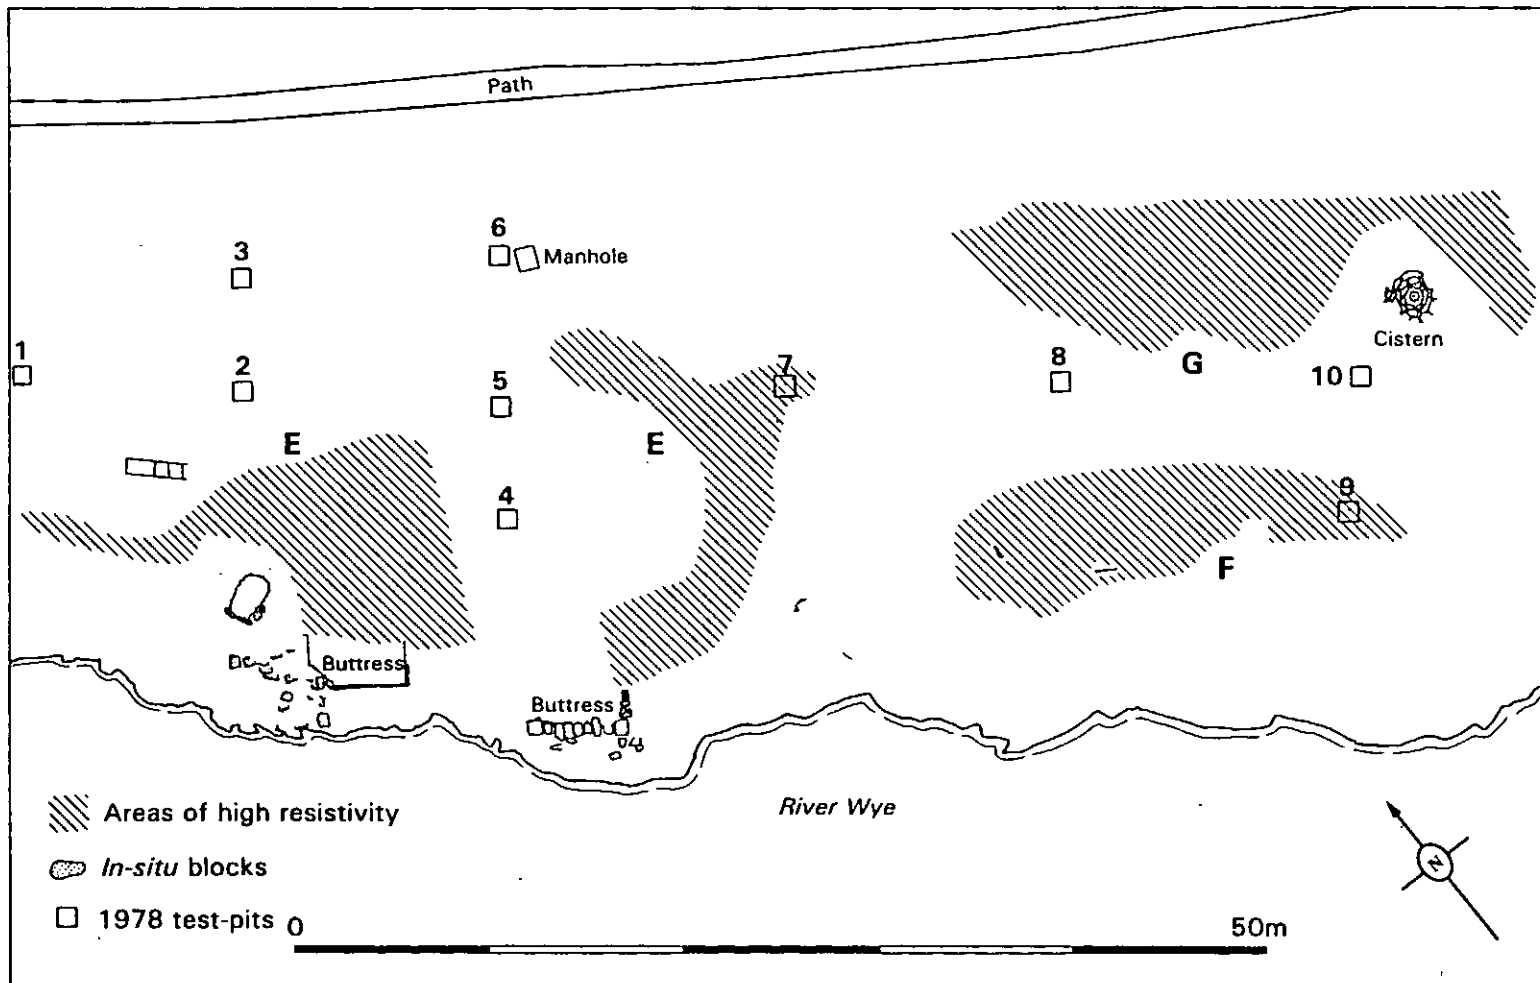 Path
6
Manhole
3
1
2
5
7
8
G
10
Cistern
E
E
4
9
F
Buttress
Buttress
River Wye
Areas of high resistivity
In-situ blocks
1978 test-pits
0
50m
N